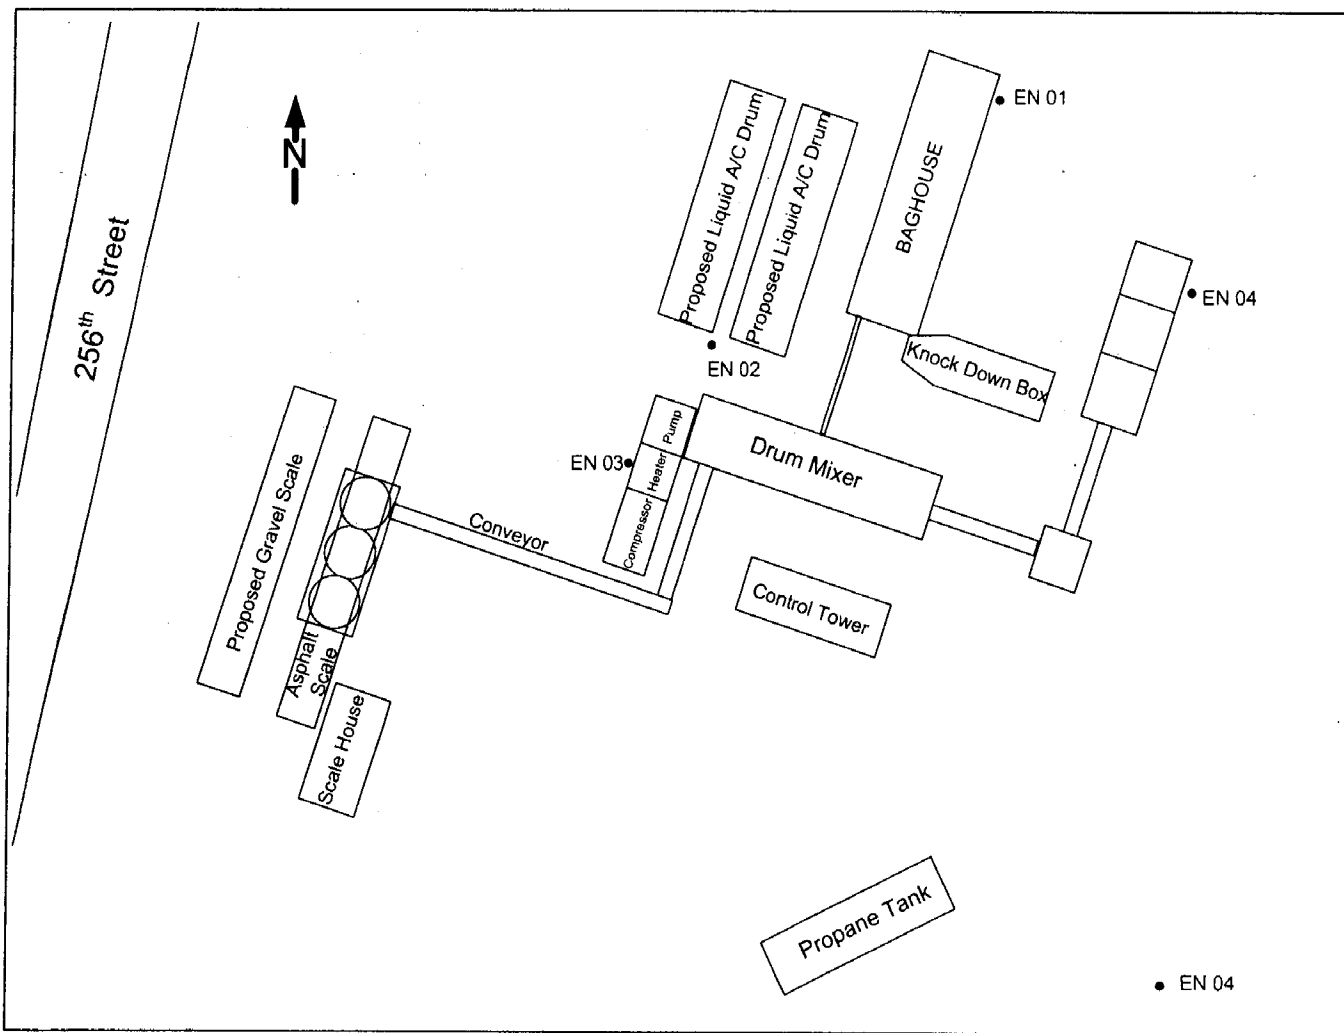 EN 01
Proposed Liquid A/C Drum
Proposed Liquid A/C Drum
BAGHOUSE
N
256th Street
EN 04
Knock Down Box
EN 02
Pump
Drum Mixer
EN 03
Heater
Compressor
Conveyor
Proposed Gravel Scale
Control Tower
Asphalt
Scale
Scale House
Propane Tank
EN 04